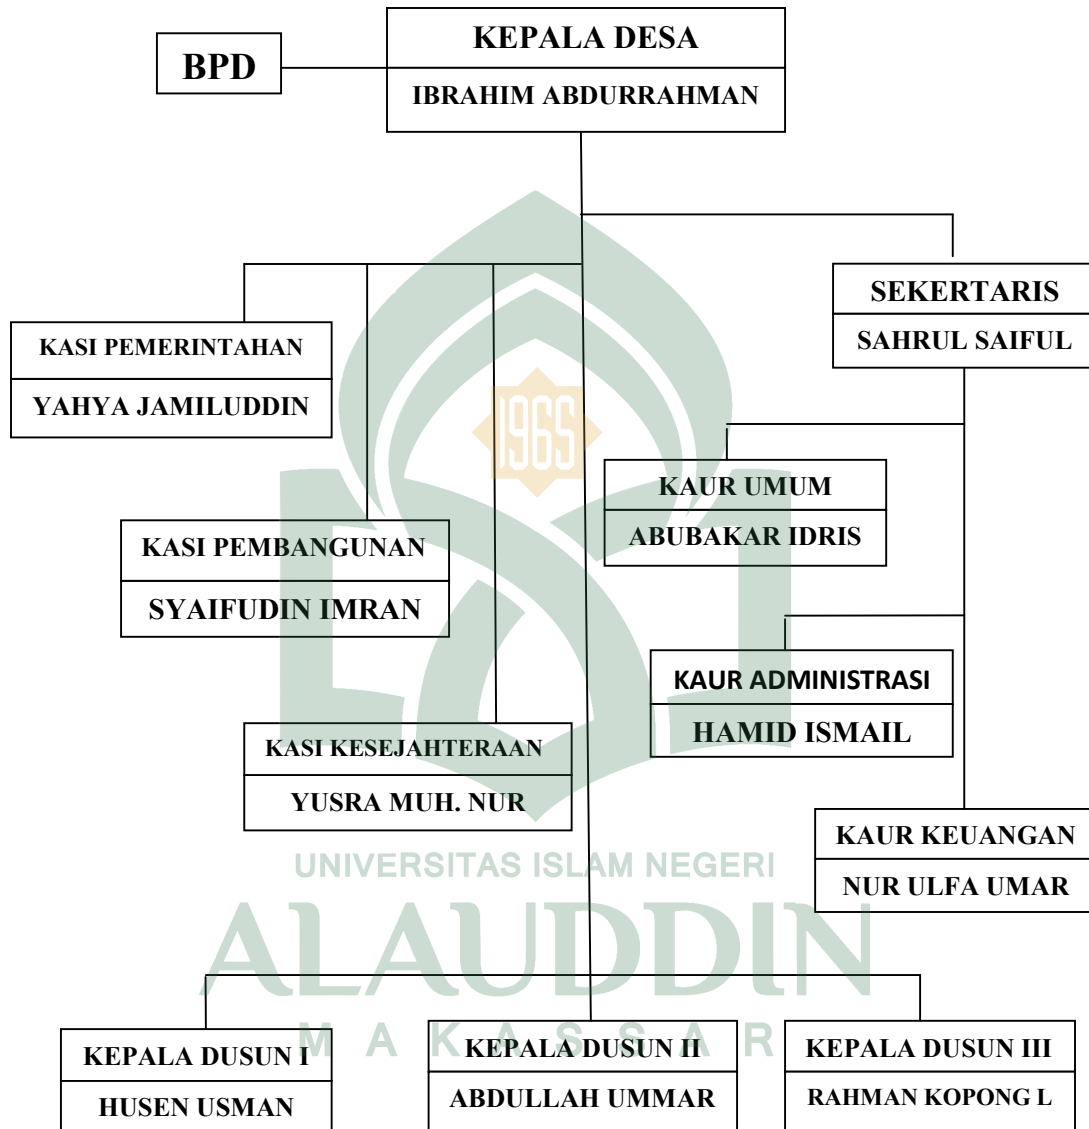 KEPALA DESA
BPD
IBRAHIM ABDURRAHMAN
SEKERTARIS
SAHRUL SAIFUL
KASI PEMERINTAHAN
YAHYA JAMILUDDIN
1965
KAUR UMUM
ABUBAKAR IDRIS
KASI PEMBANGUNAN
SYAIFUDIN IMRAN
KAUR ADMINISTRASI
HAMID ISMAIL
KASI KESEJAHTERAAN
YUSRA MUH. NUR
KAUR KEUANGAN
NUR ULFA UMAR
UNIVERSITAS ISLAM NEGERI
ALAUDDIN
MAKASSAR
KEPALA DUSUN I
HUSEN USMAN
KEPALA DUSUN II
ABDULLAH UMMAR
KEPALA DUSUN III
RAHMAN KOPONG L